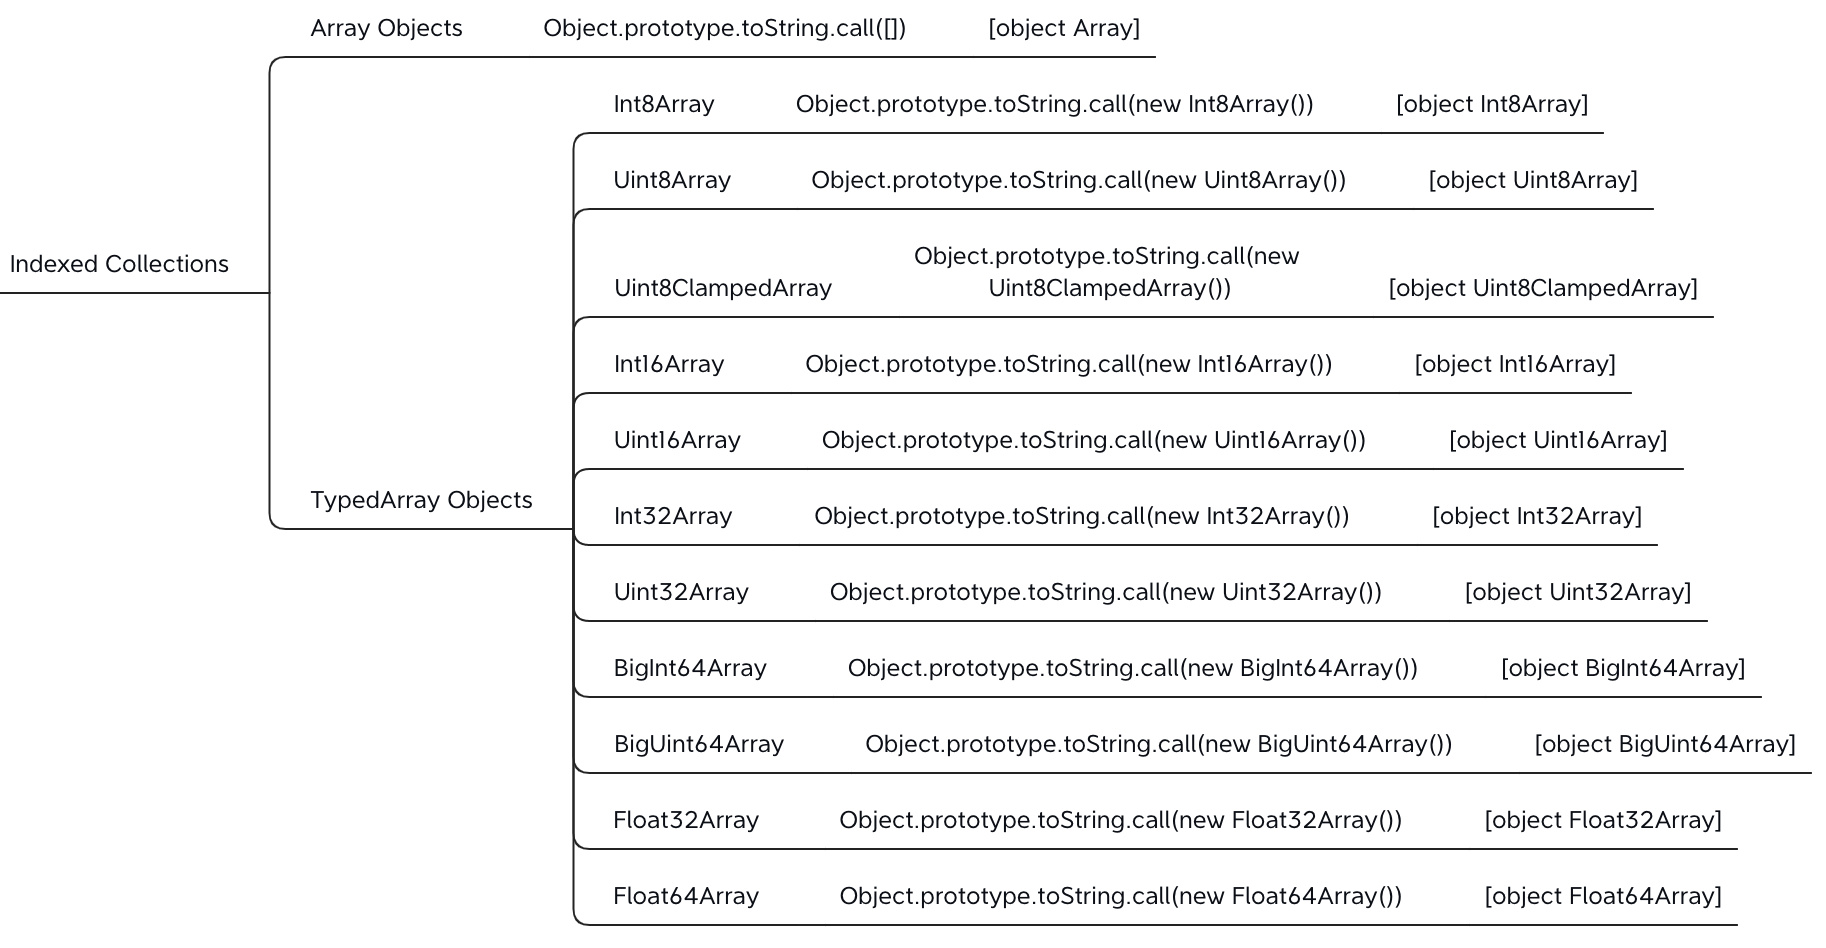 Array Objects Object.prototype.toString.call([]) [object Array]
Int8Array Object.prototype.toString.call(new Int8Array()) [object Int8Array]
Uint8Array Object.prototype.toString.call(new Uint8Array()) [object Uint8Array]
Indexed Collections
Object.prototype.toString.call(new
Uint8ClampedArray Uint8ClampedArray()) [object Uint8ClampedArray]
Int16Array Object.prototype.toString.call(new Int16Array()) [object Int16Array]
Uint16Array Object.prototype.toString.call(new Uint16Array()) [object Uint16Array]
TypedArray Objects
Int32Array Object.prototype.toString.call(new Int32Array()) [object Int32Array]
Uint32Array Object.prototype.toString.call(new Uint32Array()) [object Uint32Array]
BigInt64Array Object.prototype.toString.call(new BigInt64Array()) [object BigInt64Array]
BigUint64Array Object.prototype.toString.call(new BigUint64Array()) [object BigUint64Array]
Float32Array Object.prototype.toString.call(new Float32Array()) [object Float32Array]
Float64Array Object.prototype.toString.call(new Float64Array()) [object Float64Array]